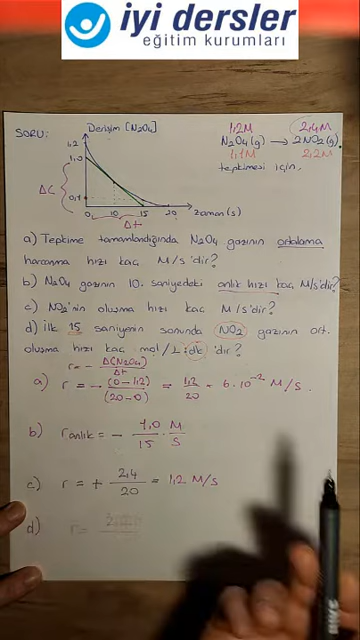 iyi dersler
eğitim kurumları
SORU:
Derişim [N₂O₄]
1,2
1,0
0,1
ΔC
0
10
15
20
zaman(s)
Δt
1,2M 2,4M
N₂O₄(g) → 2NO₂(g)
1,1M 2,2M
tepkimesi için,
a) Tepkime tamamlandığında N₂O₄ gazının ortalama
harcanma hızı kaç M/s'dir?
b) N₂O₄ gazının 10. saniyedeki anlık hızı kaç M/s'dir?
c) NO₂'nin oluşma hızı kaç M/s'dir?
d) ilk 15 saniyenin sonunda NO₂ gazının ort.
oluşma hızı kaç mol/L.dk 'dır?
r = - Δ(N₂O₄) / Δt
a) r = - (0-1,2) / (20-0) = 1,2 / 20 = 6.10⁻² M/s.
b) r anlık = - 1,0 / 15 . M / S
c) r = + 2,4 / 20 = 1,2 M/s
d) r =